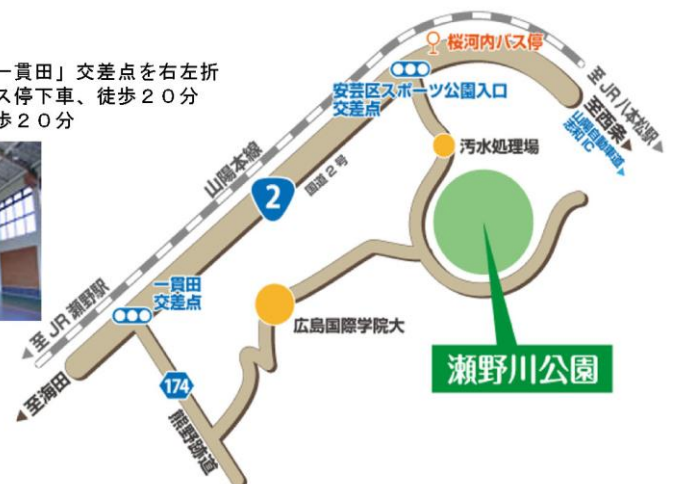 一貫田」交差点を右左折
ス停下車、徒歩２０分
歩２０分
桜河内バス停
安芸区スポーツ公園入口
交差点
至JR八本松駅
至西条
山陽自動車道
志和IC
汚水処理場
山陽本線
国道２号
2
一貫田
交差点
至JR瀬野駅
至海田
広島国際学院大
瀬野川公園
174
熊野跡道